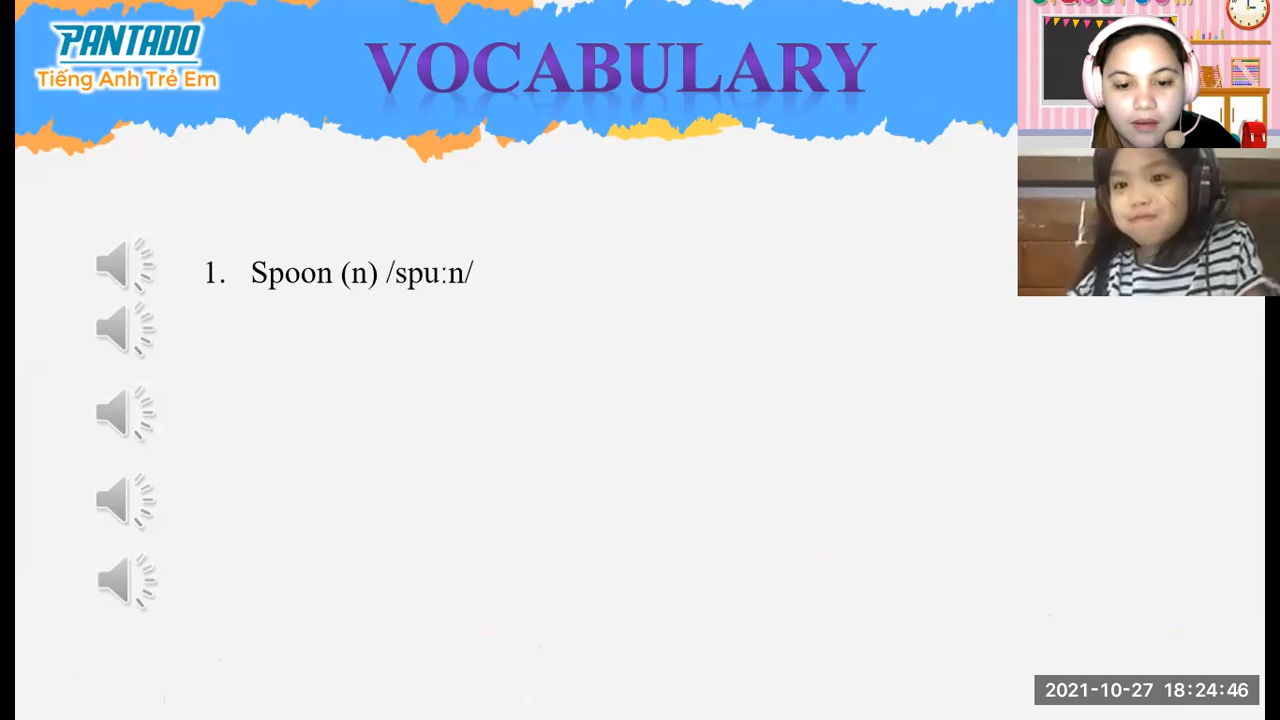 PANTADO
Tiếng Anh Trẻ Em
VOCABULARY
1. Spoon (n) /spuːn/
2021-10-27 18:24:46